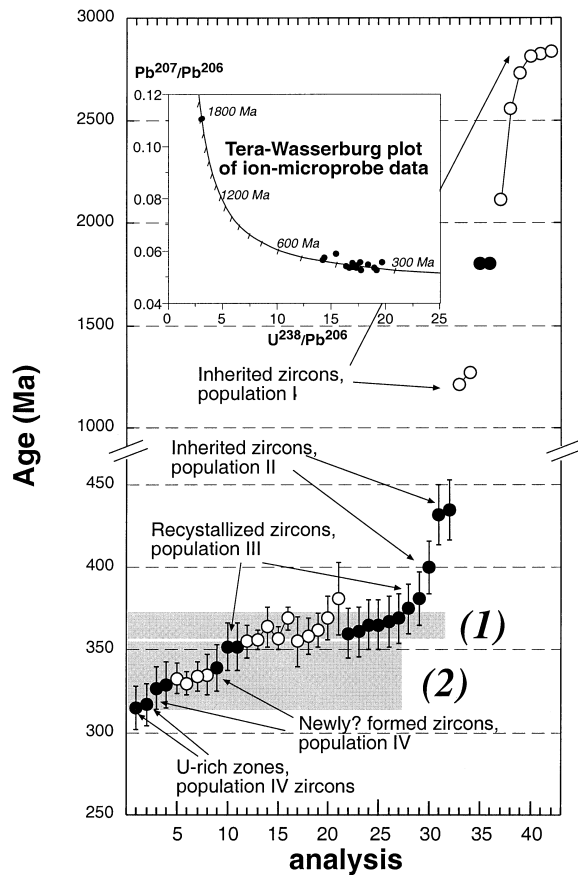 3000
2500
2000
1500
1000
450
400
350
300
250
Age (Ma)
Pb207/Pb206
0.12
0.10
0.08
0.06
0.04
1800 Ma
Tera-Wasserburg plot
of ion-microprobe data
1200 Ma
600 Ma
300 Ma
0 5 10 15 20 25
U238/Pb206
Inherited zircons,
population I
Inherited zircons,
population II
Recystallized zircons,
population III
(1)
(2)
Newly? formed zircons,
population IV
U-rich zones,
population IV zircons
5 10 15 20 25 30 35 40
analysis